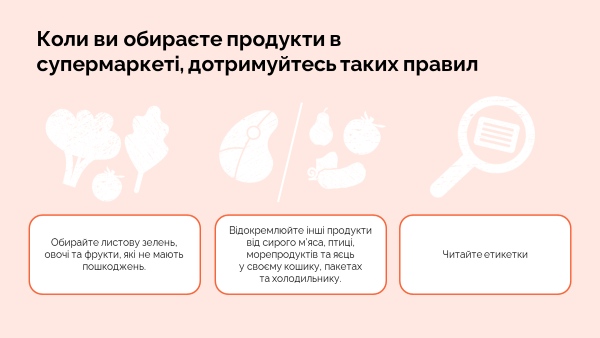 Коли ви обираєте продукти в
супермаркеті, дотримуйтесь таких правил
Обирайте листову зелень,
овочі та фрукти, які не мають
пошкоджень.
Відокремлюйте інші продукти
від сирого м’яса, птиці,
морепродуктів та яєць
у своєму кошику, пакетах
та холодильнику.
Читайте етикетки